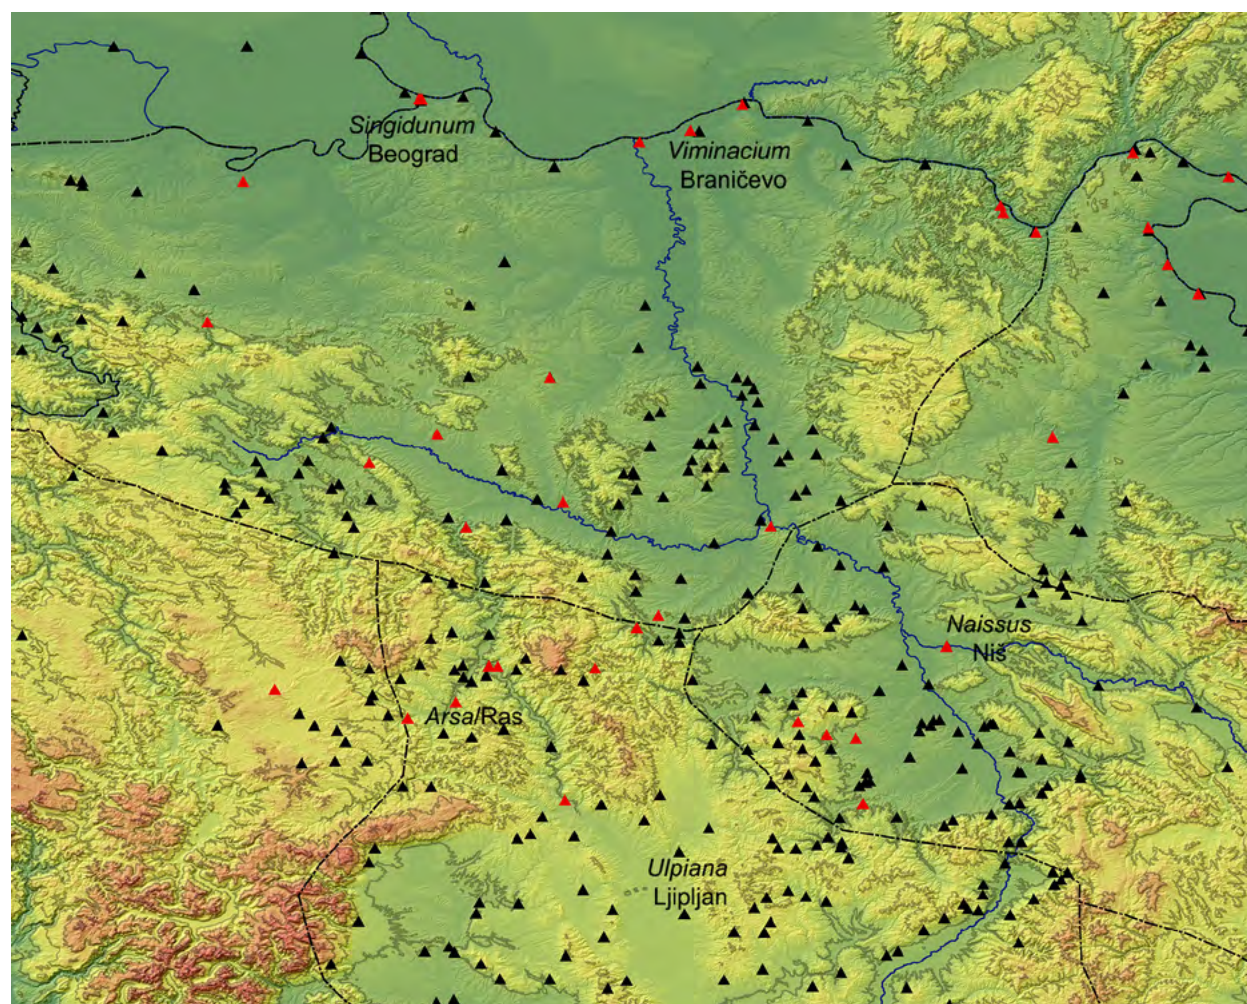 Singidunum
Beograd
Viminacium
Braničevo
Naissus
Niš
Arsa/Ras
Ulpiana
Ljipljan